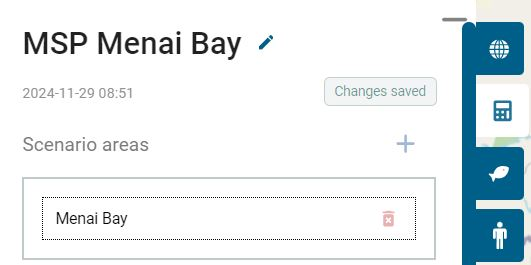 MSP Menai Bay
2024-11-29 08:51
Changes saved
Scenario areas
Menai Bay